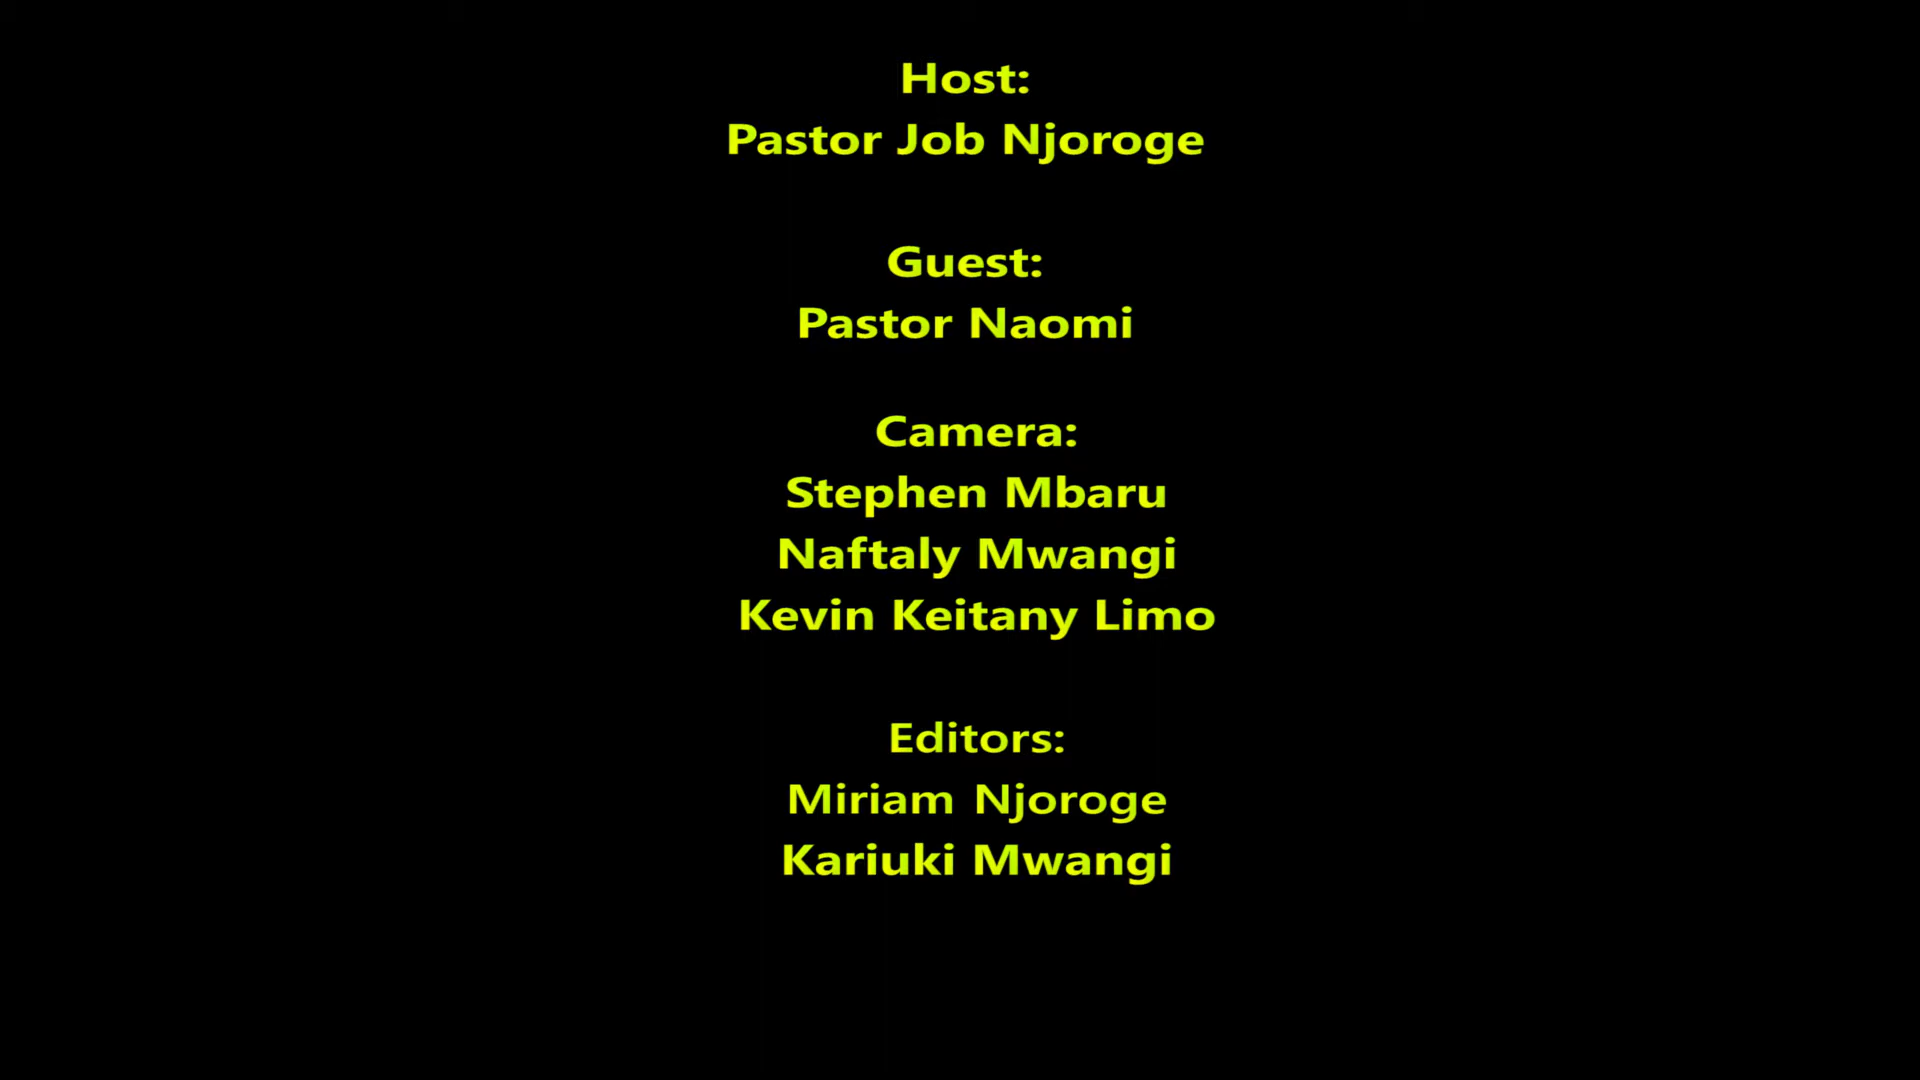 Host:
Pastor Job Njoroge
Guest:
Pastor Naomi
Camera:
Stephen Mbaru
Naftaly Mwangi
Kevin Keitany Limo
Editors:
Miriam Njoroge
Kariuki Mwangi